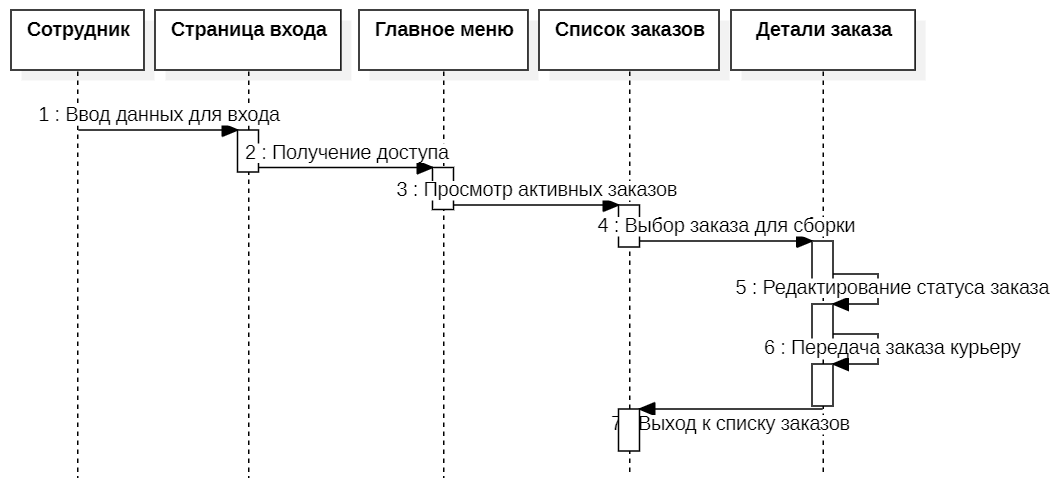 Сотрудник
Страница входа
Главное меню
Список заказов
Детали заказа
1 : Ввод данных для входа
2 : Получение доступа
3 : Просмотр активных заказов
4 : Выбор заказа для сборки
5 : Редактирование статуса заказа
6 : Передача заказа курьеру
7 Выход к списку заказов